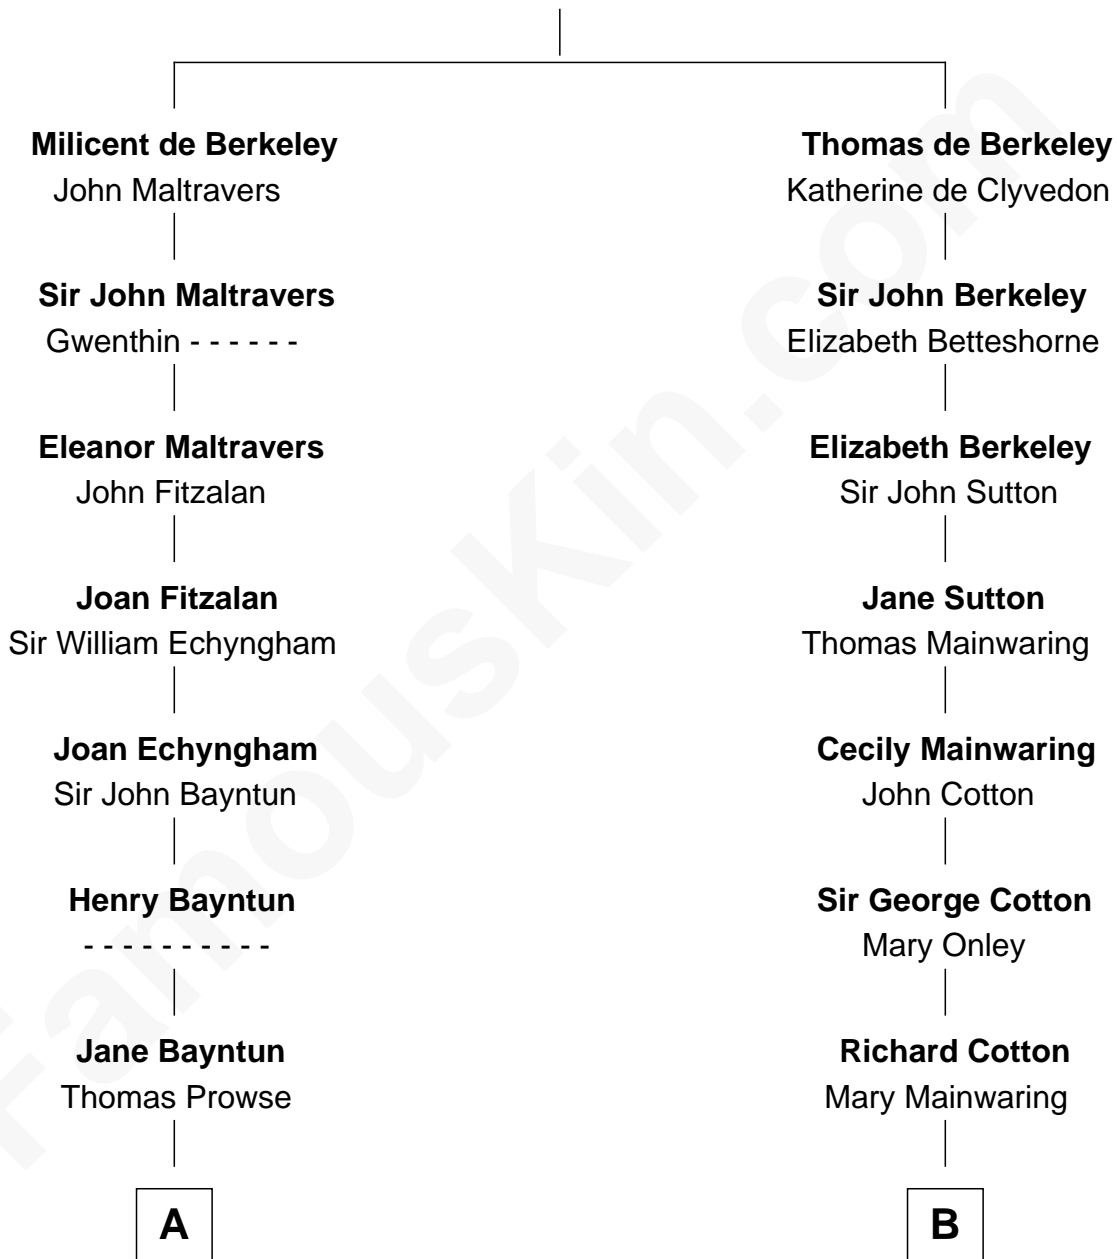 Milicent de Berkeley
John Maltravers
Sir John Maltravers
Gwenthin - - - - - -
Eleanor Maltravers
John Fitzalan
Joan Fitzalan
Sir William Echyngham
Joan Echyngham
Sir John Bayntun
Henry Bayntun
- - - - - - - - - -
Jane Bayntun
Thomas Prowse
A
Thomas de Berkeley
Katherine de Clyvedon
Sir John Berkeley
Elizabeth Betteshorne
Elizabeth Berkeley
Sir John Sutton
Jane Sutton
Thomas Mainwaring
Cecily Mainwaring
John Cotton
Sir George Cotton
Mary Onley
Richard Cotton
Mary Mainwaring
B
FamousKin.com